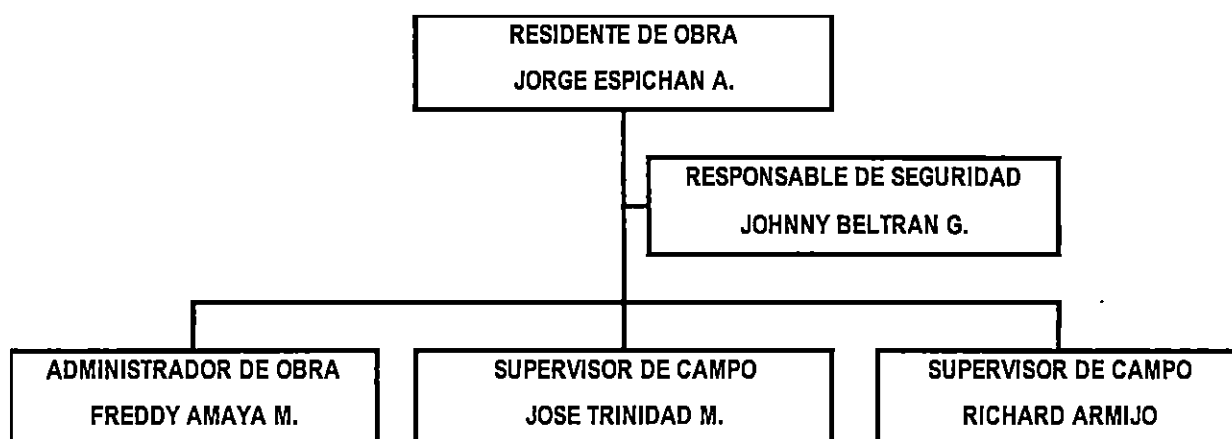 RESIDENTE DE OBRA
JORGE ESPICHAN A.
RESPONSABLE DE SEGURIDAD
JOHNNY BELTRAN G.
ADMINISTRADOR DE OBRA
FREDDY AMAYA M.
SUPERVISOR DE CAMPO
JOSE TRINIDAD M.
SUPERVISOR DE CAMPO
RICHARD ARMIJO